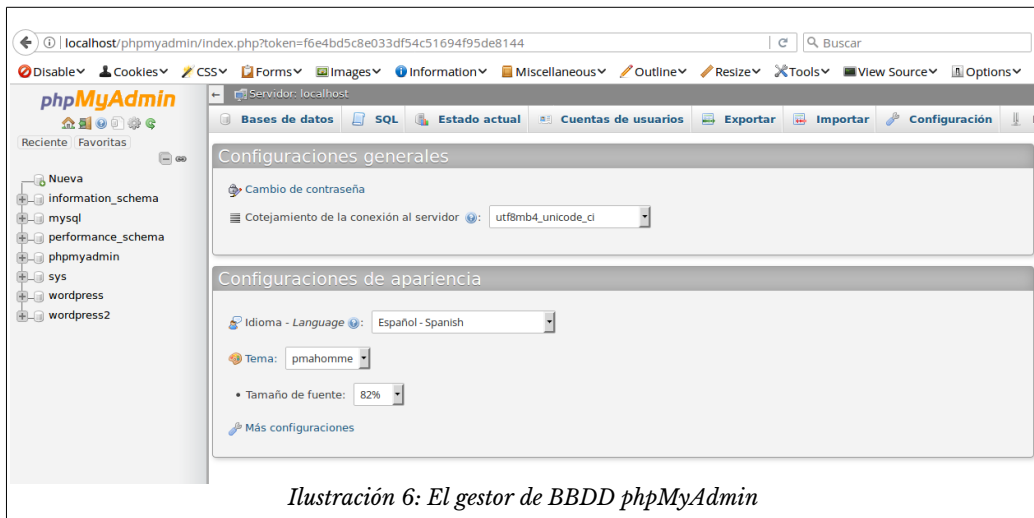 localhost/phpmyadmin/index.php?token=f6e4bd5c8e033df54c51694f95de8144
Buscar
Disable Cookies CSS Forms Images Information Miscellaneous Outline Resize Tools View Source Options
phpMyAdmin
Reciente Favoritas
Nueva
information_schema
mysql
performance_schema
phpmyadmin
sys
wordpress
wordpress2
Servidor: localhost
Bases de datos SQL Estado actual Cuentas de usuarios Exportar Importar Configuración
Configuraciones generales
Cambio de contraseña
Cotejamiento de la conexión al servidor : utf8mb4_unicode_ci
Configuraciones de apariencia
Idioma - Language : Español - Spanish
Tema: pmahomme
• Tamaño de fuente: 82%
Más configuraciones
Ilustración 6: El gestor de BBDD phpMyAdmin